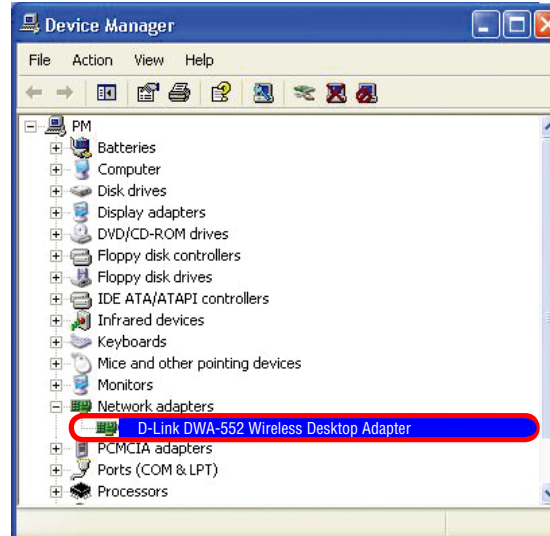 Device Manager
File Action View Help
PM
Batteries
Computer
Disk drives
Display adapters
DVD/CD-ROM drives
Floppy disk controllers
Floppy disk drives
IDE ATA/ATAPI controllers
Infrared devices
Keyboards
Mice and other pointing devices
Monitors
Network adapters
D-Link DWA-552 Wireless Desktop Adapter
PCMCIA adapters
Ports (COM & LPT)
Processors